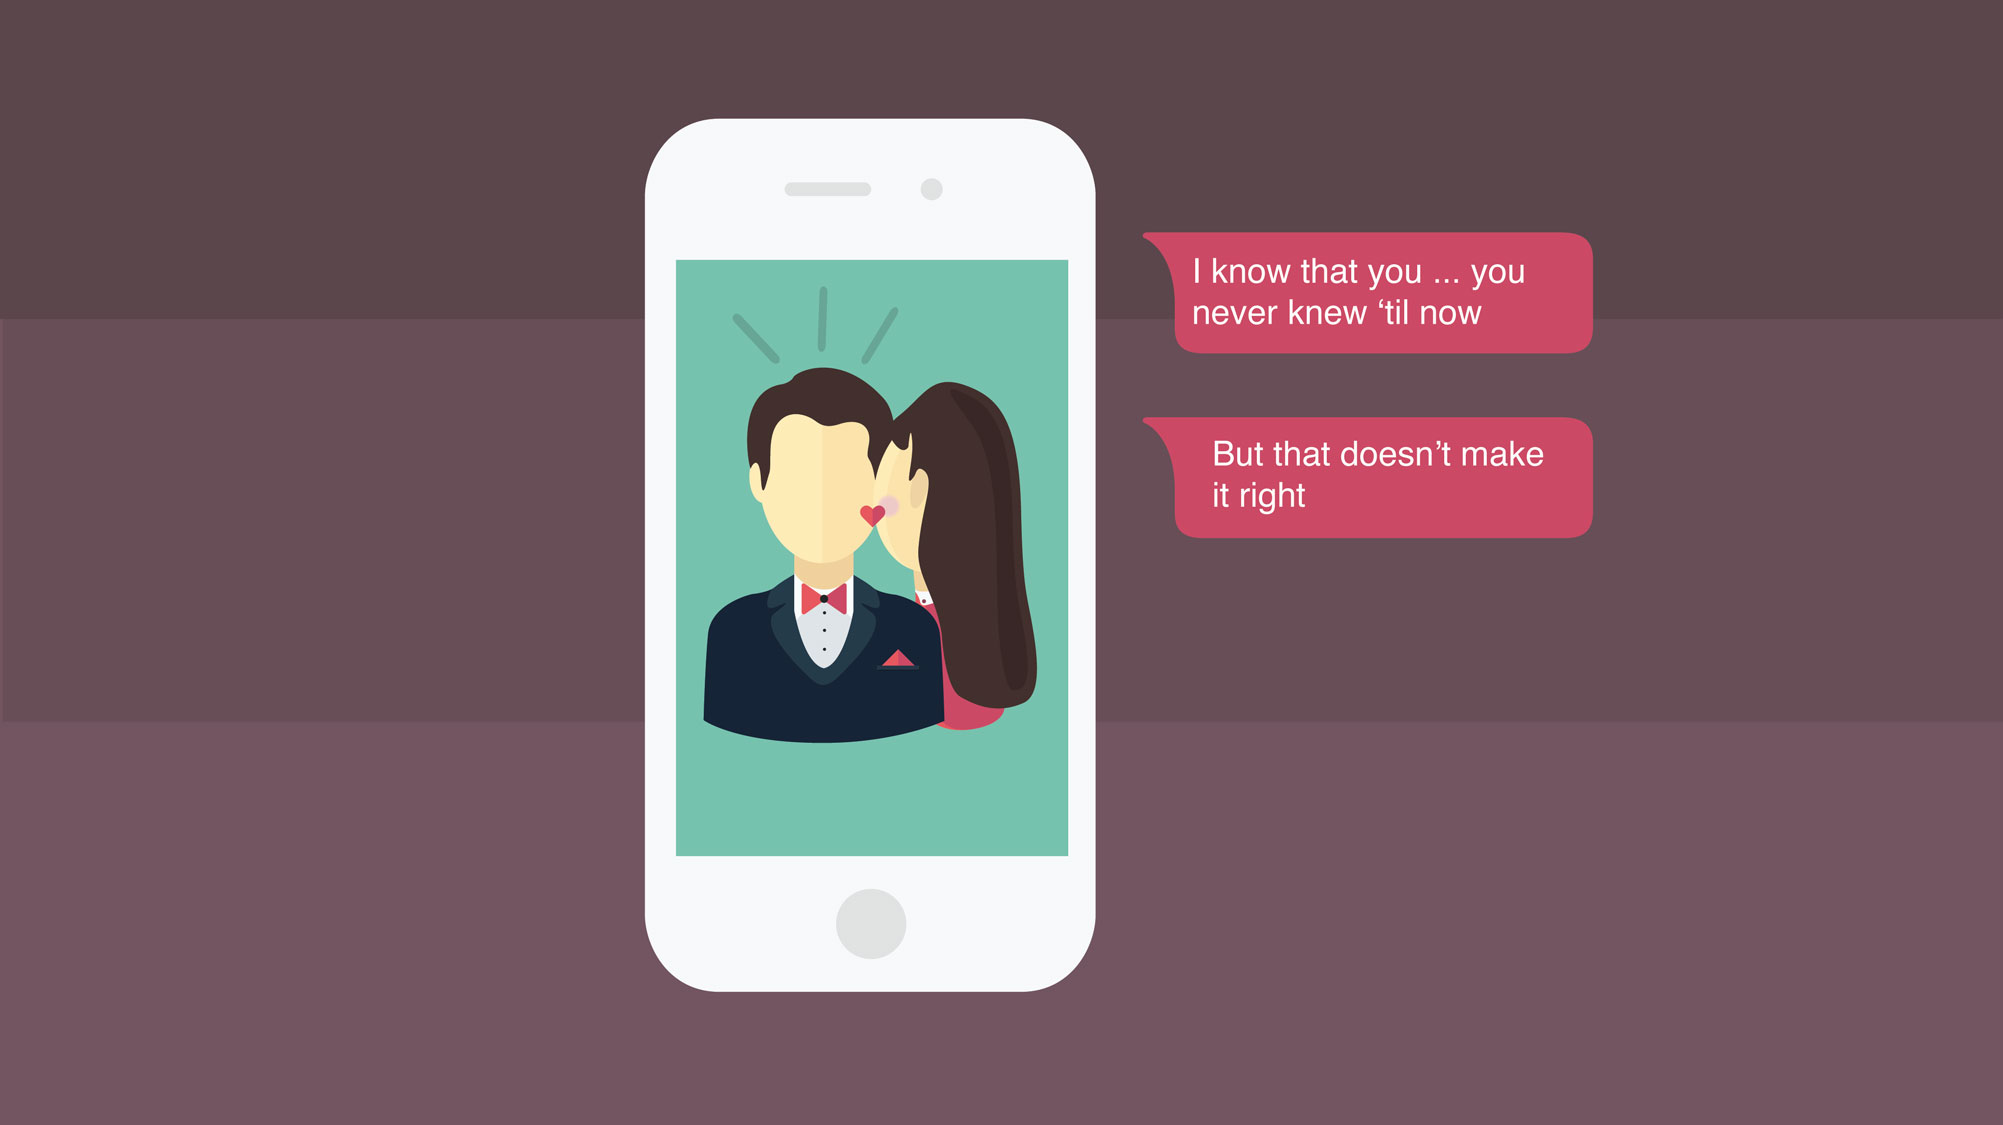 I know that you ... you
never knew ‘til now
But that doesn’t make
it right